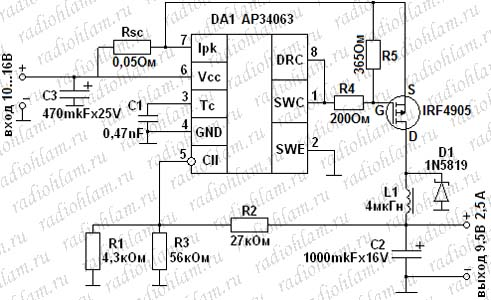 DA1 AP34063
Rsc
0,05Ом
7
Ipk
6
Vcc
3
Tc
4
GND
5
CII
DRC
8
SWC
1
SWE
2
R5
365Ом
R4
200Ом
S
G
D
IRF4905
вход 10...16В
+
-
C3
+
470mkFx25V
C1
0,47nF
D1
1N5819
L1
4мкГн
R2
27кОм
R1
4,3кОм
R3
56кОм
C2
+
1000mkFx16V
+
-
выход 9,5В 2,5А
radiohlam.ru